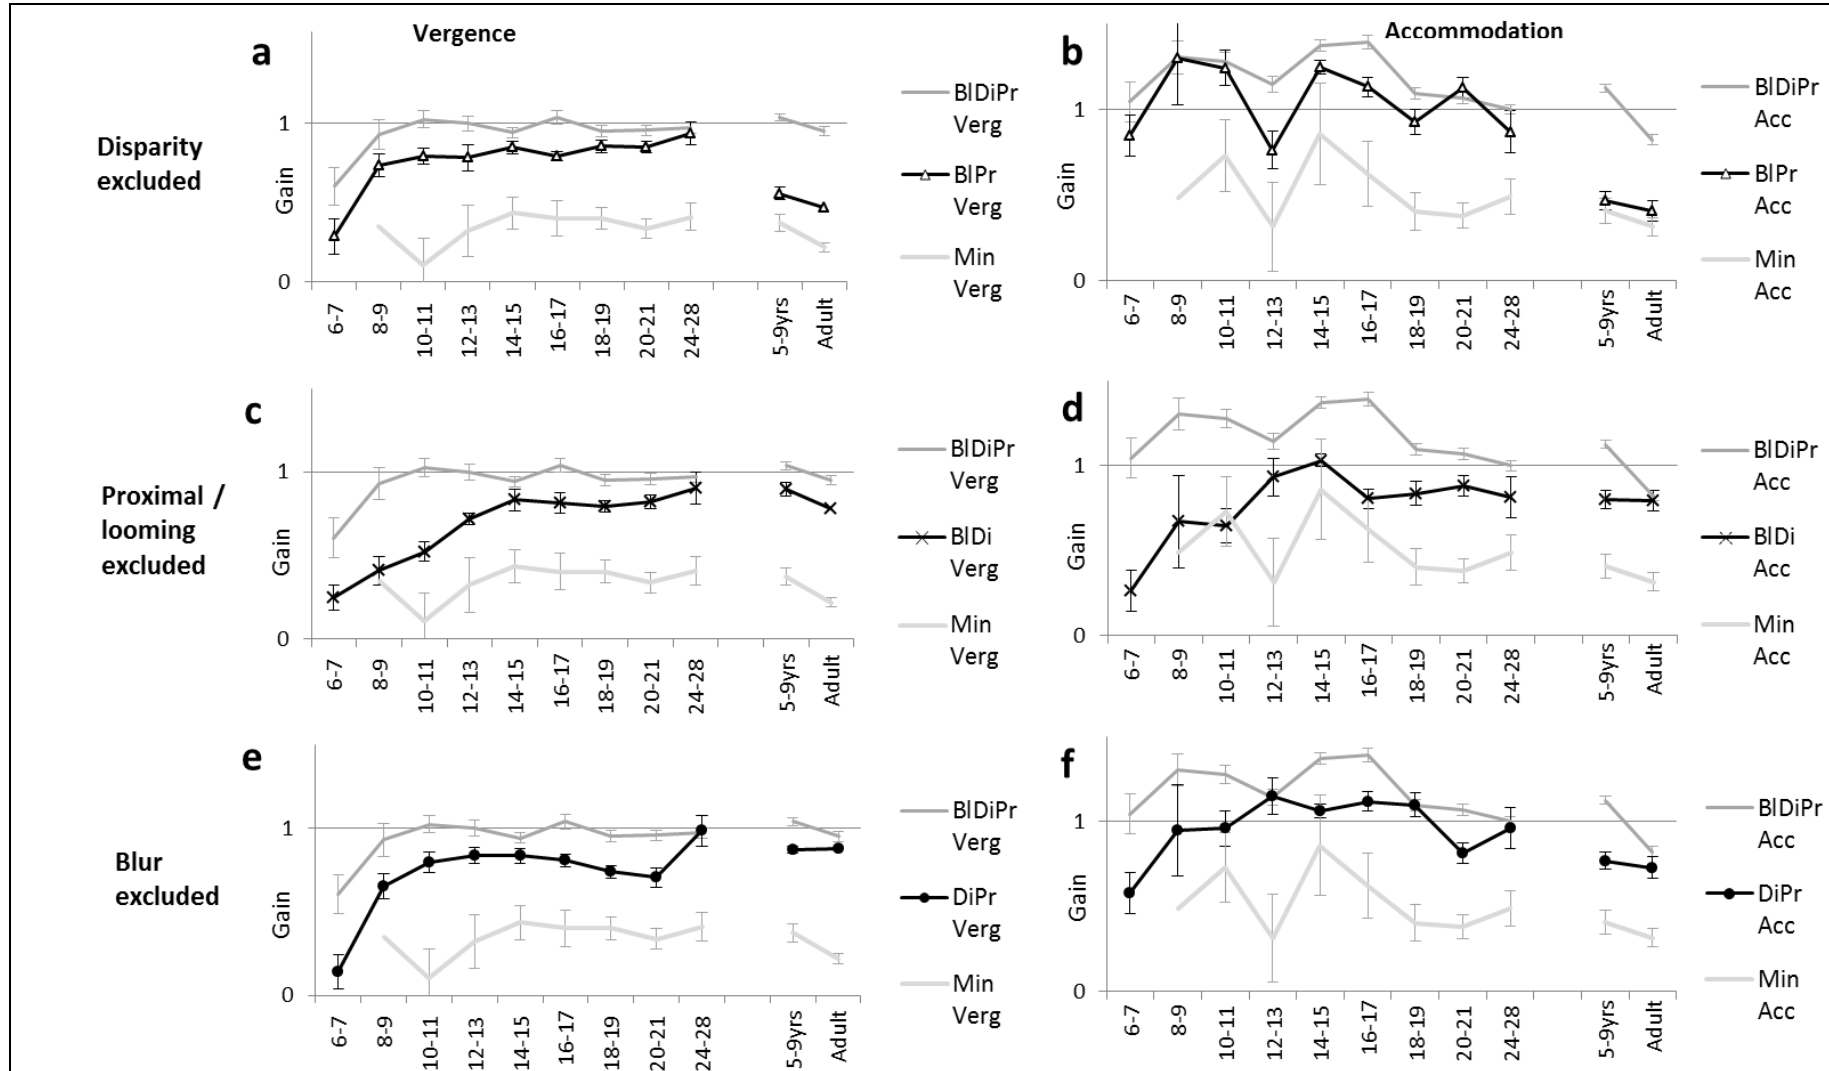 Vergence
Accommodation
Disparity
excluded
a
Gain
1
0
6-7
8-9
10-11
12-13
14-15
16-17
18-19
20-21
24-28
5-9yrs
Adult
BlDiPr
Verg
BlPr
Verg
Min
Verg
b
Gain
1
0
6-7
8-9
10-11
12-13
14-15
16-17
18-19
20-21
24-28
5-9yrs
Adult
BlDiPr
Acc
BlPr
Acc
Min
Acc
Proximal /
looming
excluded
c
Gain
1
0
6-7
8-9
10-11
12-13
14-15
16-17
18-19
20-21
24-28
5-9yrs
Adult
BlDiPr
Verg
BlDi
Verg
Min
Verg
d
Gain
1
0
6-7
8-9
10-11
12-13
14-15
16-17
18-19
20-21
24-28
5-9yrs
Adult
BlDiPr
Acc
BlDi
Acc
Min
Acc
Blur
excluded
e
Gain
1
0
6-7
8-9
10-11
12-13
14-15
16-17
18-19
20-21
24-28
5-9yrs
Adult
BlDiPr
Verg
DiPr
Verg
Min
Verg
f
Gain
1
0
6-7
8-9
10-11
12-13
14-15
16-17
18-19
20-21
24-28
5-9yrs
Adult
BlDiPr
Acc
DiPr
Acc
Min
Acc